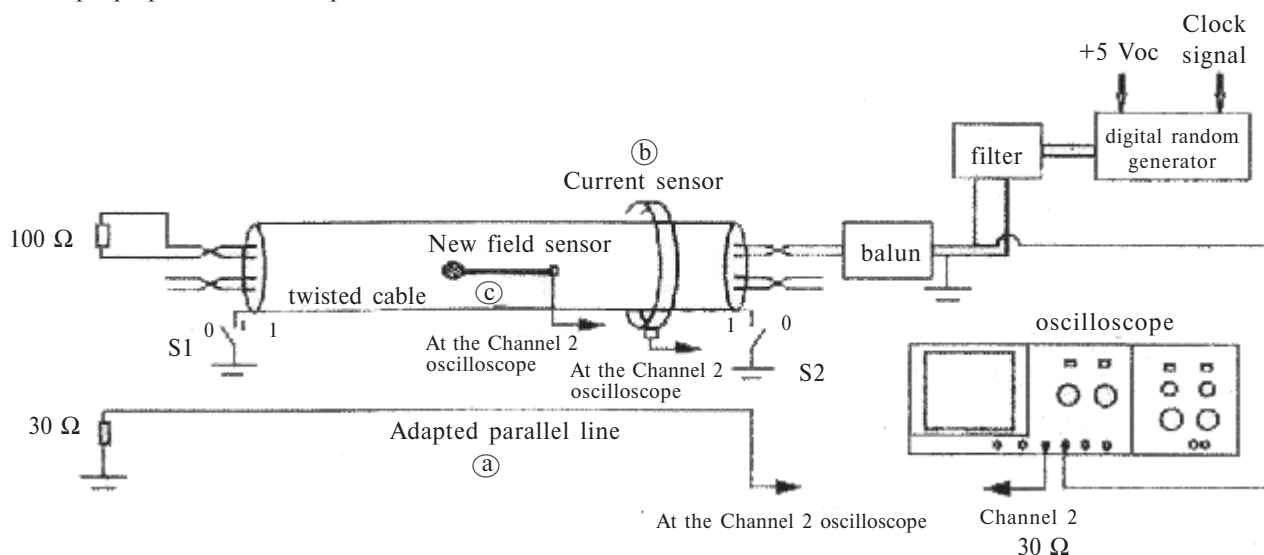 Clock
signal
+5 Voc
digital random
generator
filter
ⓑ
Current sensor
100 Ω
New field sensor
balun
ⓒ
twisted cable
0 1
1 0
S1
At the Channel 2
oscilloscope
At the Channel 2
oscilloscope
S2
oscilloscope
30 Ω
Adapted parallel line
ⓐ
At the Channel 2 oscilloscope
Channel 2
30 Ω